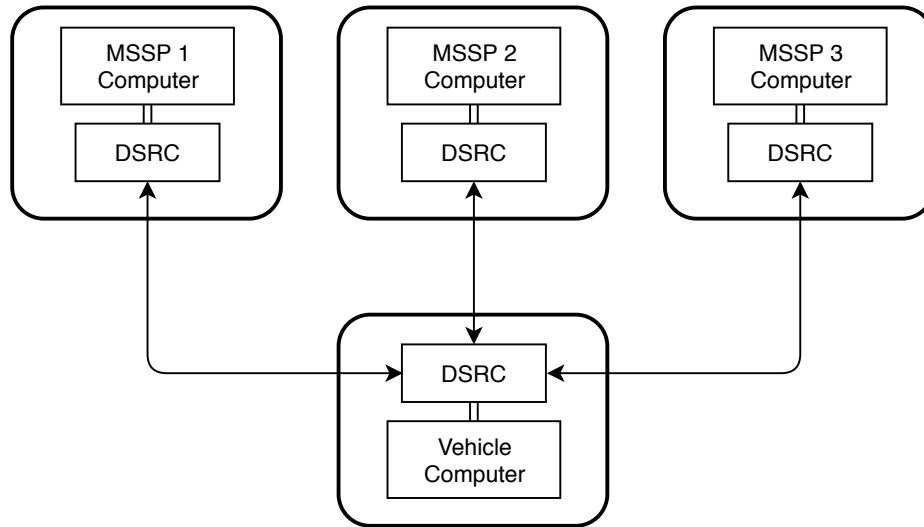 MSSP 1
Computer
DSRC
MSSP 2
Computer
DSRC
MSSP 3
Computer
DSRC
DSRC
Vehicle
Computer